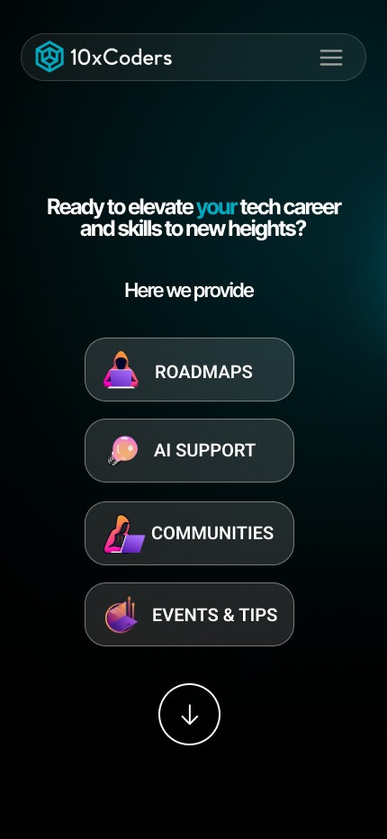 10xCoders
Ready to elevate your tech career
and skills to new heights?
Here we provide
ROADMAPS
AI SUPPORT
COMMUNITIES
EVENTS & TIPS